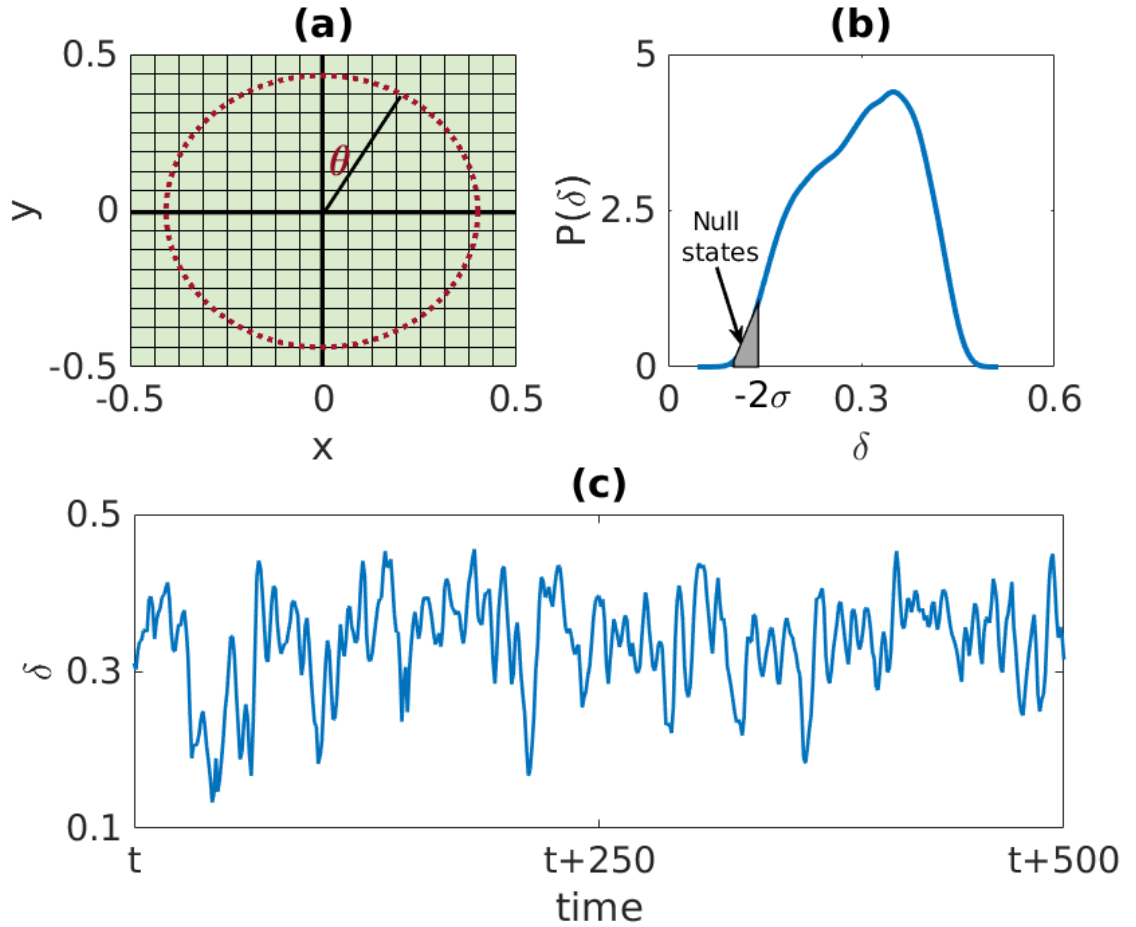 (a)
0.5
0
-0.5
y
θ
-0.5 0 0.5
x
(b)
5
2.5
0
P(δ)
Null
states
0 -2σ 0.3 0.6
δ
(c)
0.5
0.3
0.1
δ
t t+250 t+500
time